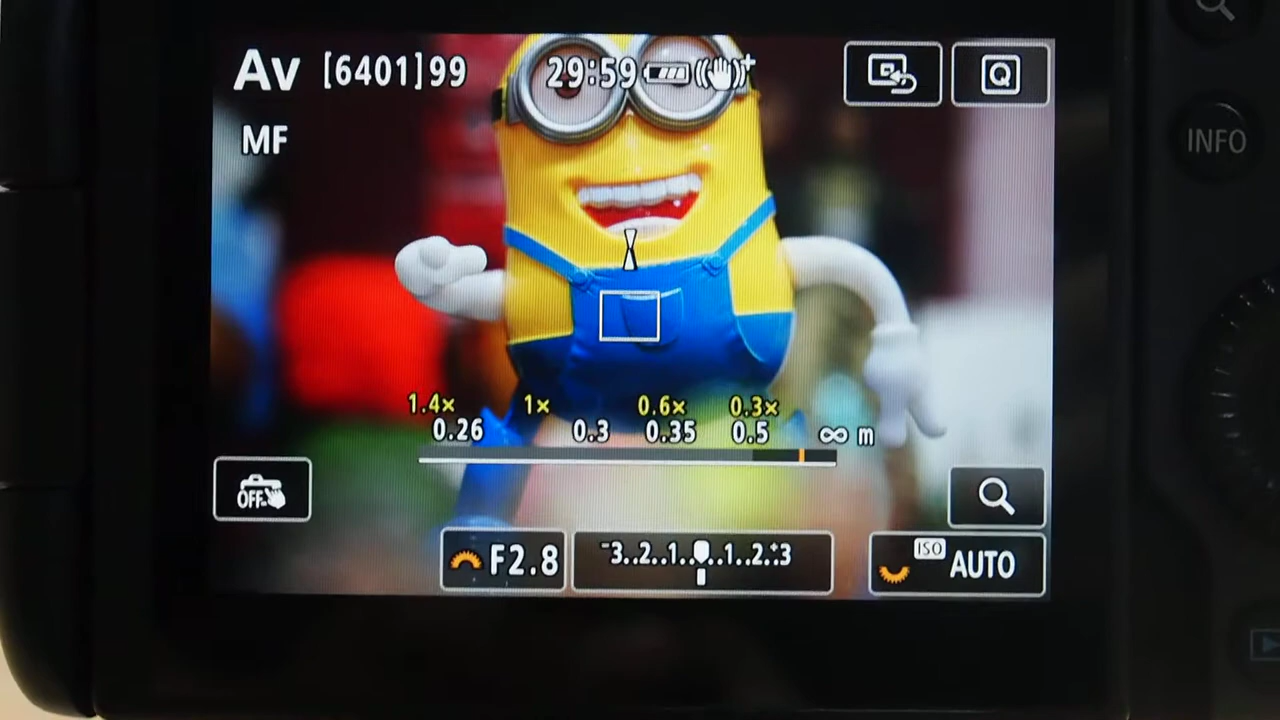 Av [6401]99 29:59
Q
MF
INFO
1.4× 1× 0.6× 0.3×
0.26 0.3 0.35 0.5 ∞ m
OFF
F2.8 -3..2..1....1..2..+3 ISO AUTO